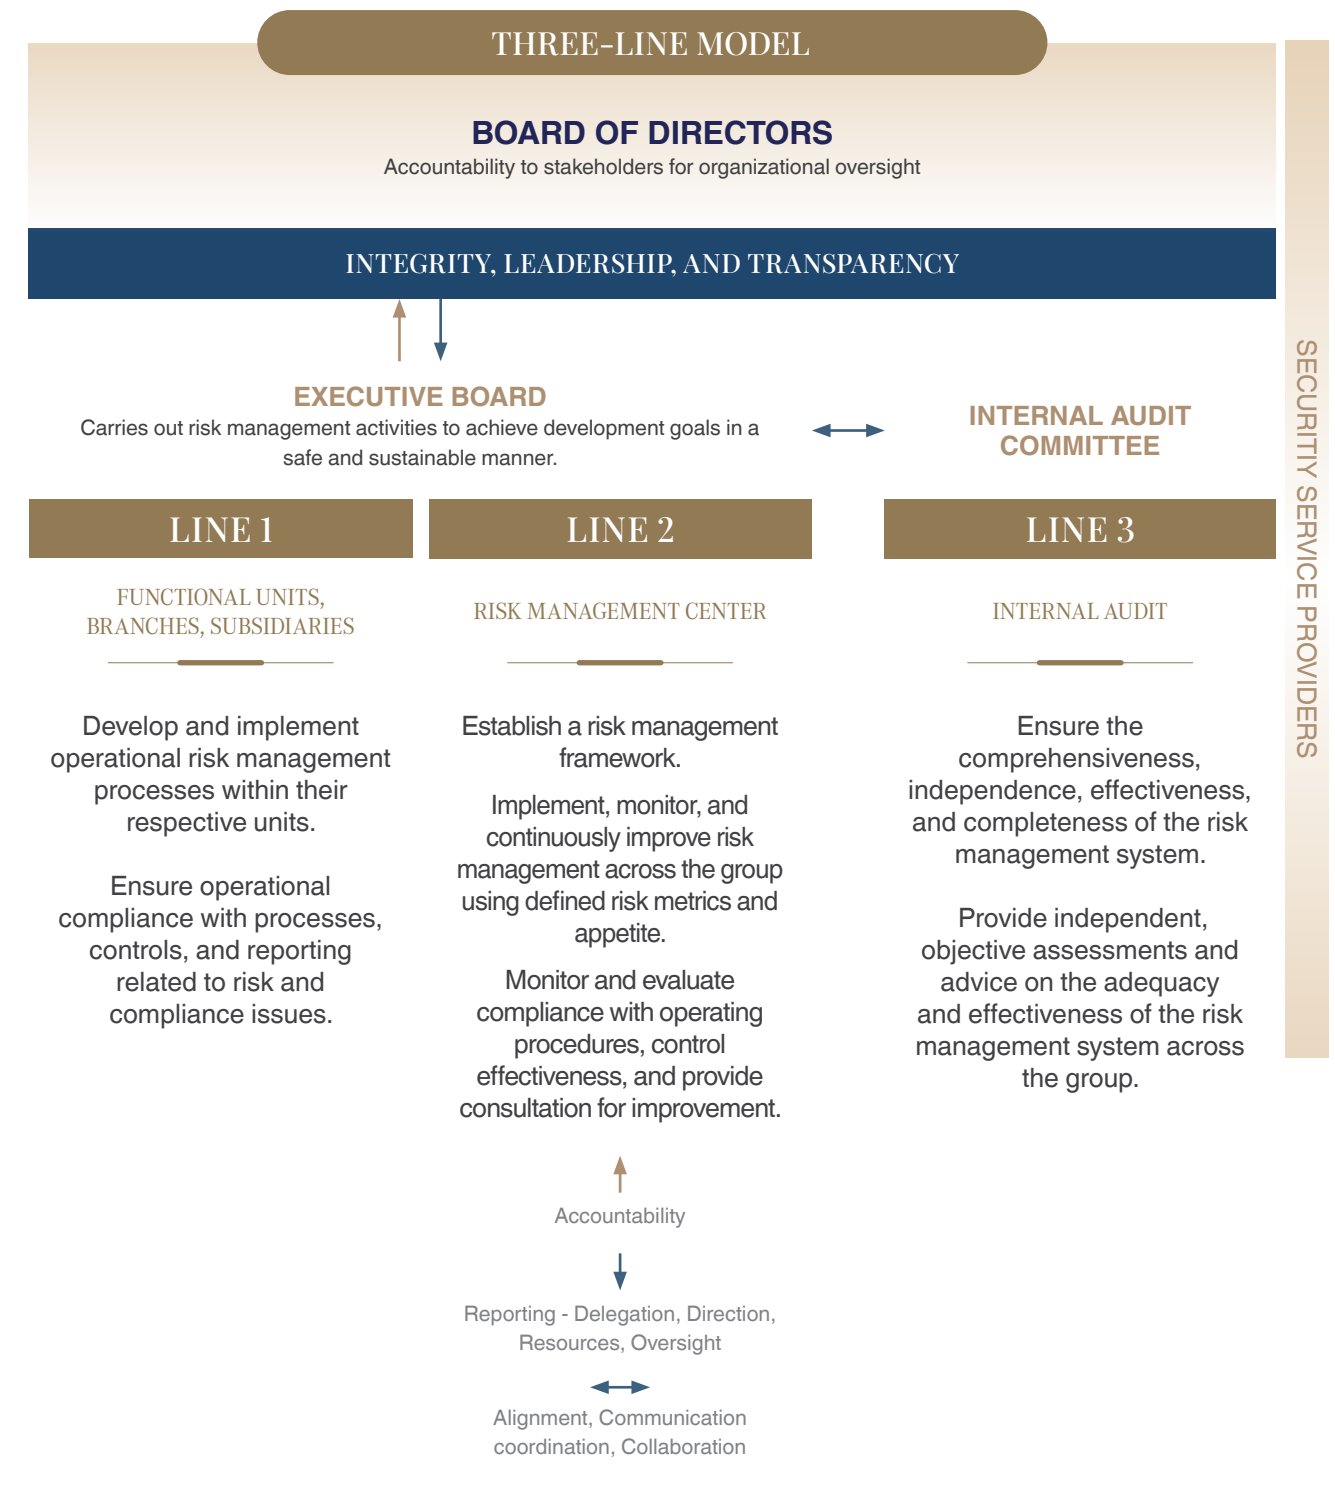 THREE-LINE MODEL
BOARD OF DIRECTORS
Accountability to stakeholders for organizational oversight
INTEGRITY, LEADERSHIP, AND TRANSPARENCY
EXECUTIVE BOARD
Carries out risk management activities to achieve development goals in a
safe and sustainable manner.
INTERNAL AUDIT
COMMITTEE
LINE 1
FUNCTIONAL UNITS,
BRANCHES, SUBSIDIARIES
Develop and implement
operational risk management
processes within their
respective units.
Ensure operational
compliance with processes,
controls, and reporting
related to risk and
compliance issues.
LINE 2
RISK MANAGEMENT CENTER
Establish a risk management
framework.
Implement, monitor, and
continuously improve risk
management across the group
using defined risk metrics and
appetite.
Monitor and evaluate
compliance with operating
procedures, control
effectiveness, and provide
consultation for improvement.
LINE 3
INTERNAL AUDIT
Ensure the
comprehensiveness,
independence, effectiveness,
and completeness of the risk
management system.
Provide independent,
objective assessments and
advice on the adequacy
and effectiveness of the risk
management system across
the group.
SECURITIY SERVICE PROVIDERS
Accountability
Reporting - Delegation, Direction,
Resources, Oversight
Alignment, Communication
coordination, Collaboration